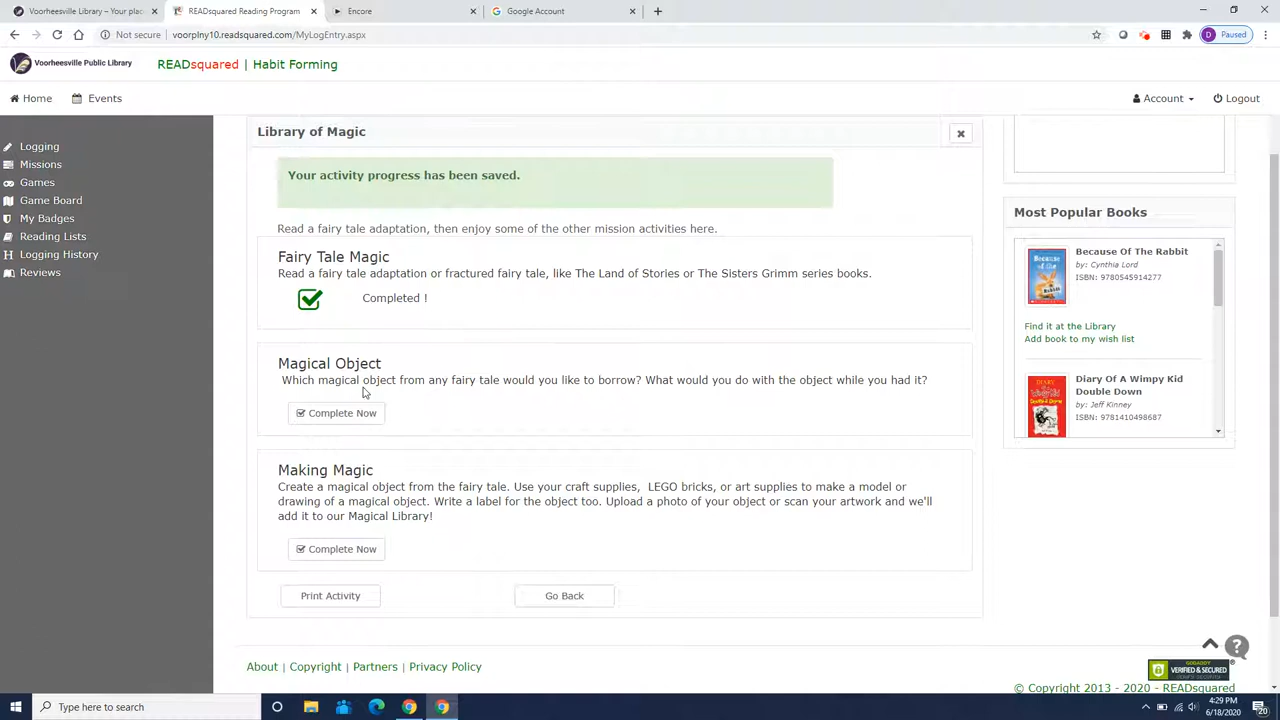 Voorheesville Library – Your plac
READsquared Reading Program
Encore
Google Account
Not secure
voorplny10.readsquared.com/MyLogEntry.aspx
D
Paused
Voorheesville Public Library
READsquared | Habit Forming
Home
Events
Account
Logout
Logging
Missions
Games
Game Board
My Badges
Reading Lists
Logging History
Reviews
Library of Magic
Your activity progress has been saved.
Read a fairy tale adaptation, then enjoy some of the other mission activities here.
Fairy Tale Magic
Read a fairy tale adaptation or fractured fairy tale, like The Land of Stories or The Sisters Grimm series books.
Completed !
Magical Object
Which magical object from any fairy tale would you like to borrow? What would you do with the object while you had it?
Complete Now
Making Magic
Create a magical object from the fairy tale. Use your craft supplies, LEGO bricks, or art supplies to make a model or
drawing of a magical object. Write a label for the object too. Upload a photo of your object or scan your artwork and we'll
add it to our Magical Library!
Complete Now
Print Activity
Go Back
Most Popular Books
Because Of The Rabbit
by: Cynthia Lord
ISBN: 9780545914277
Find it at the Library
Add book to my wish list
Diary Of A Wimpy Kid
Double Down
by: Jeff Kinney
ISBN: 9781410498687
About | Copyright | Partners | Privacy Policy
GODADDY
VERIFIED & SECURED
© Copyright 2013 - 2020 - READsquared
Type here to search
4:29 PM
6/18/2020
20